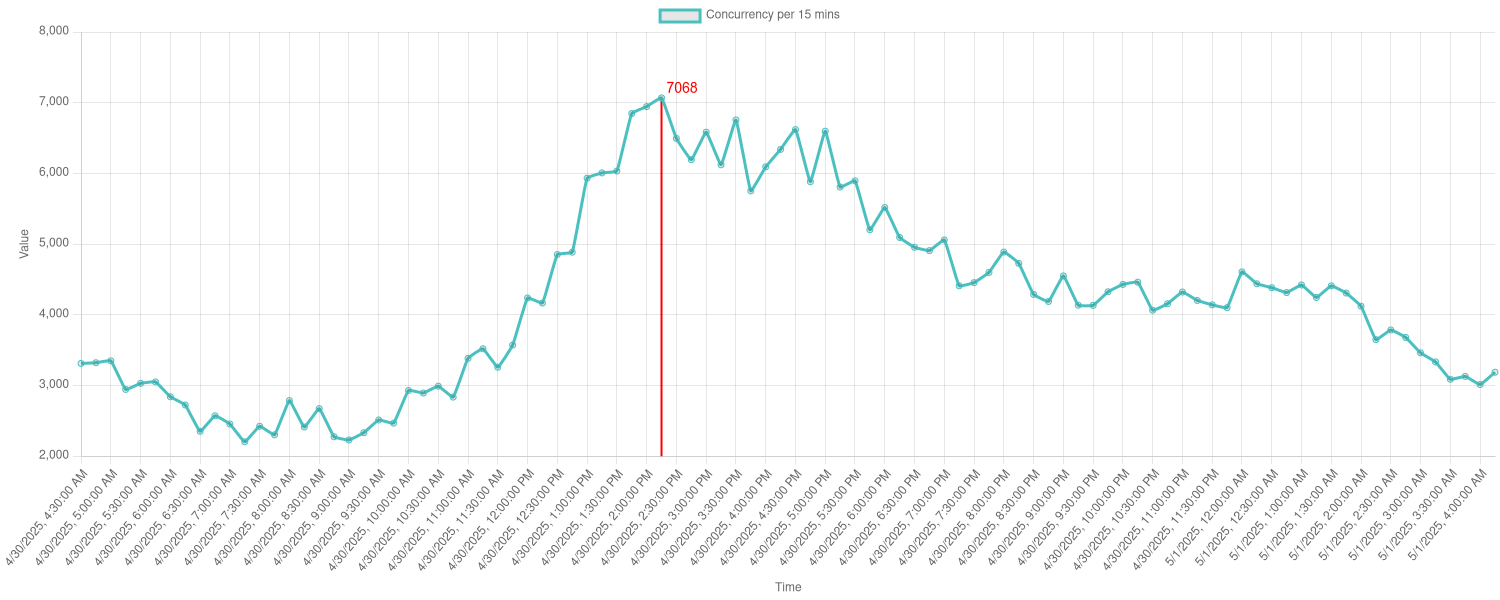 Concurrency per 15 mins
8,000
7,000
6,000
5,000
4,000
3,000
2,000
Value
7068
4/30/2025, 4:30:00 AM
4/30/2025, 5:00:00 AM
4/30/2025, 5:30:00 AM
4/30/2025, 6:00:00 AM
4/30/2025, 6:30:00 AM
4/30/2025, 7:00:00 AM
4/30/2025, 7:30:00 AM
4/30/2025, 8:00:00 AM
4/30/2025, 8:30:00 AM
4/30/2025, 9:00:00 AM
4/30/2025, 9:30:00 AM
4/30/2025, 10:00:00 AM
4/30/2025, 10:30:00 AM
4/30/2025, 11:00:00 AM
4/30/2025, 11:30:00 AM
4/30/2025, 12:00:00 PM
4/30/2025, 12:30:00 PM
4/30/2025, 1:00:00 PM
4/30/2025, 1:30:00 PM
4/30/2025, 2:00:00 PM
4/30/2025, 2:30:00 PM
4/30/2025, 3:00:00 PM
4/30/2025, 3:30:00 PM
4/30/2025, 4:00:00 PM
4/30/2025, 4:30:00 PM
4/30/2025, 5:00:00 PM
4/30/2025, 5:30:00 PM
4/30/2025, 6:00:00 PM
4/30/2025, 6:30:00 PM
4/30/2025, 7:00:00 PM
4/30/2025, 7:30:00 PM
4/30/2025, 8:00:00 PM
4/30/2025, 8:30:00 PM
4/30/2025, 9:00:00 PM
4/30/2025, 9:30:00 PM
4/30/2025, 10:00:00 PM
4/30/2025, 10:30:00 PM
4/30/2025, 11:00:00 PM
4/30/2025, 11:30:00 PM
5/1/2025, 12:00:00 AM
5/1/2025, 12:30:00 AM
5/1/2025, 1:00:00 AM
5/1/2025, 1:30:00 AM
5/1/2025, 2:00:00 AM
5/1/2025, 2:30:00 AM
5/1/2025, 3:00:00 AM
5/1/2025, 3:30:00 AM
5/1/2025, 4:00:00 AM
Time